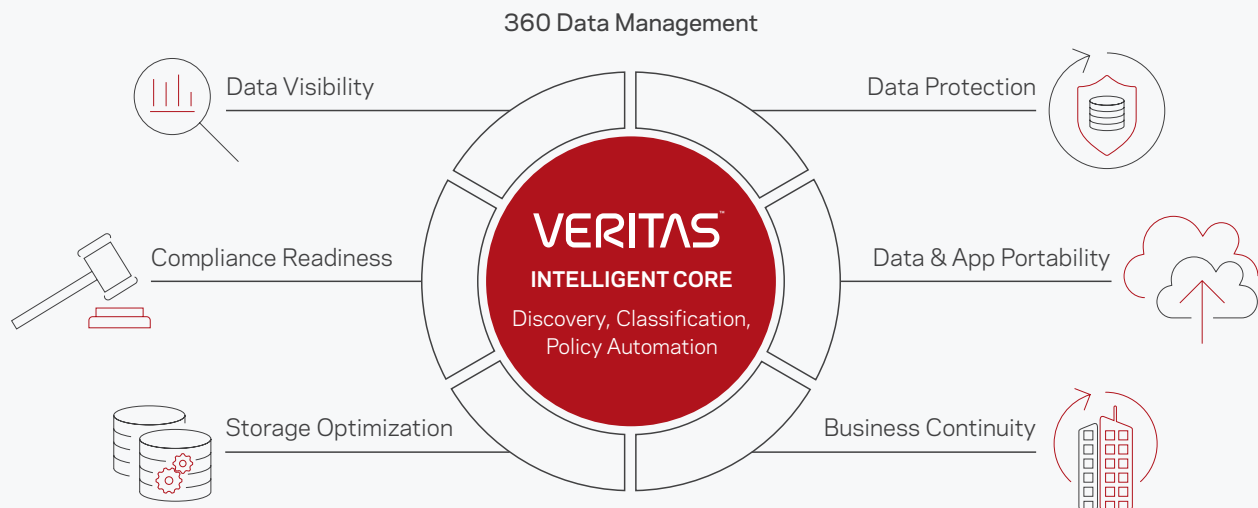 360 Data Management
Data Visibility
Data Protection
Compliance Readiness
VERITAS™
INTELLIGENT CORE
Discovery, Classification,
Policy Automation
Data & App Portability
Storage Optimization
Business Continuity